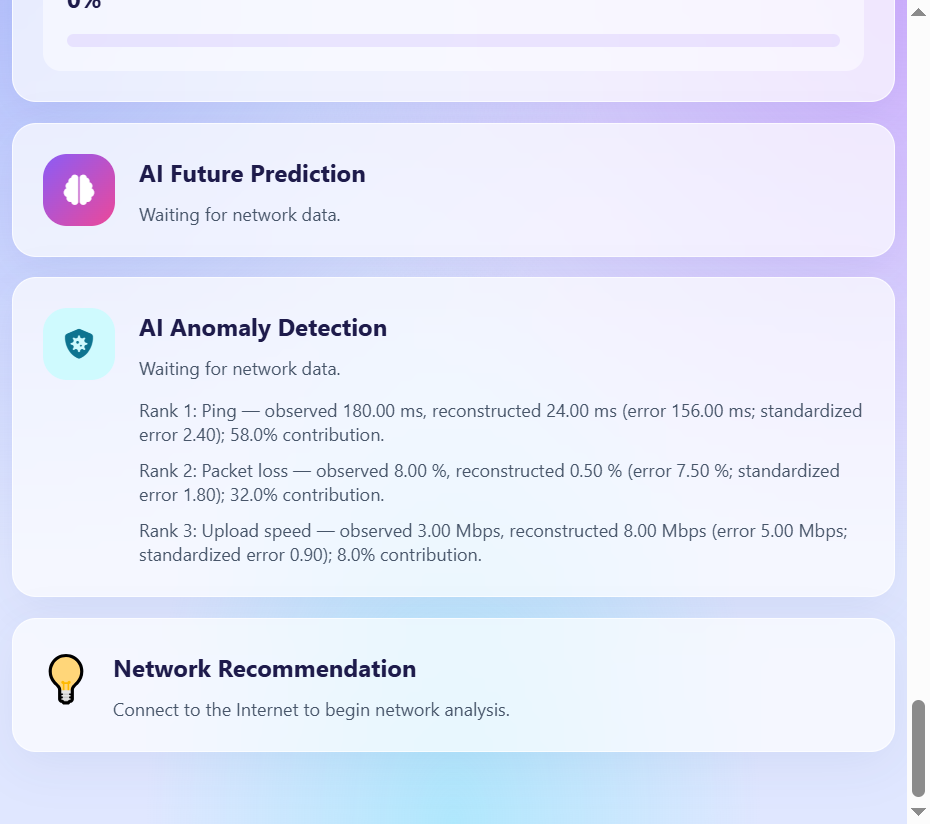 0%
AI Future Prediction
Waiting for network data.
AI Anomaly Detection
Waiting for network data.
Rank 1: Ping — observed 180.00 ms, reconstructed 24.00 ms (error 156.00 ms; standardized
error 2.40); 58.0% contribution.
Rank 2: Packet loss — observed 8.00 %, reconstructed 0.50 % (error 7.50 %; standardized
error 1.80); 32.0% contribution.
Rank 3: Upload speed — observed 3.00 Mbps, reconstructed 8.00 Mbps (error 5.00 Mbps;
standardized error 0.90); 8.0% contribution.
Network Recommendation
Connect to the Internet to begin network analysis.